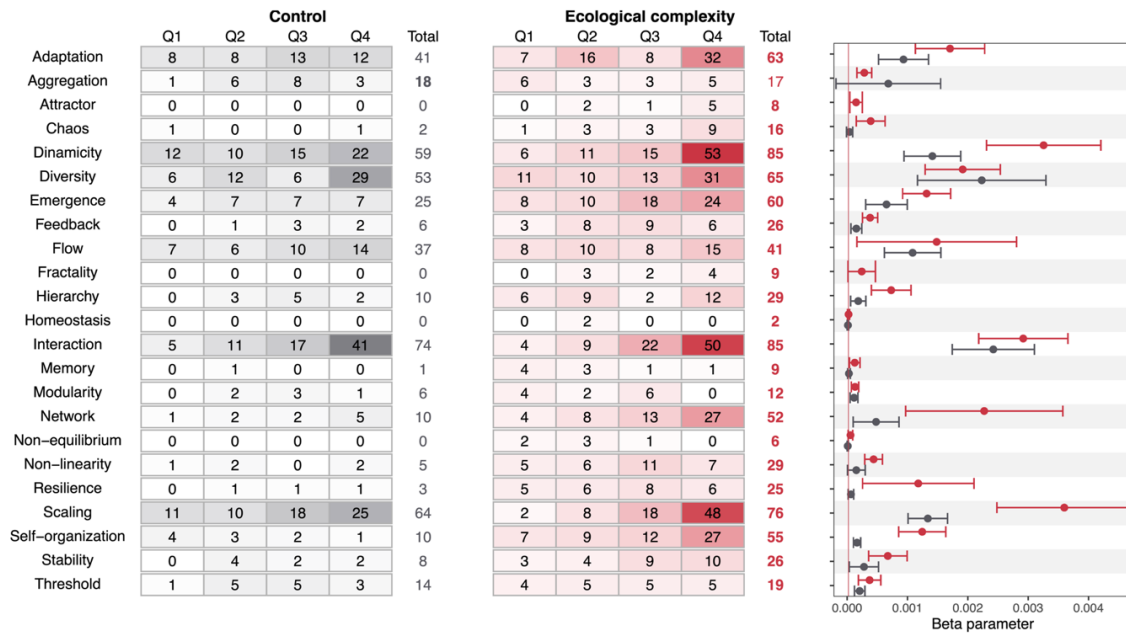 Control Ecological complexity
Q1 Q2 Q3 Q4 Total Q1 Q2 Q3 Q4 Total
Adaptation 8 8 13 12 41 7 16 8 32 63
Aggregation 1 6 8 3 18 6 3 3 5 17
Attractor 0 0 0 0 0 0 2 1 5 8
Chaos 1 0 0 1 2 1 3 3 9 16
Dinamicity 12 10 15 22 59 6 11 15 53 85
Diversity 6 12 6 29 53 11 10 13 31 65
Emergence 4 7 7 7 25 8 10 18 24 60
Feedback 0 1 3 2 6 3 8 9 6 26
Flow 7 6 10 14 37 8 10 8 15 41
Fractality 0 0 0 0 0 0 3 2 4 9
Hierarchy 0 3 5 2 10 6 9 2 12 29
Homeostasis 0 0 0 0 0 0 2 0 0 2
Interaction 5 11 17 41 74 4 9 22 50 85
Memory 0 1 0 0 1 4 3 1 1 9
Modularity 0 2 3 1 6 4 2 6 0 12
Network 1 2 2 5 10 4 8 13 27 52
Non−equilibrium 0 0 0 0 0 2 3 1 0 6
Non−linearity 1 2 0 2 5 5 6 11 7 29
Resilience 0 1 1 1 3 5 6 8 6 25
Scaling 11 10 18 25 64 2 8 18 48 76
Self−organization 4 3 2 1 10 7 9 12 27 55
Stability 0 4 2 2 8 3 4 9 10 26
Threshold 1 5 5 3 14 4 5 5 5 19
0.000 0.001 0.002 0.003 0.004
Beta parameter